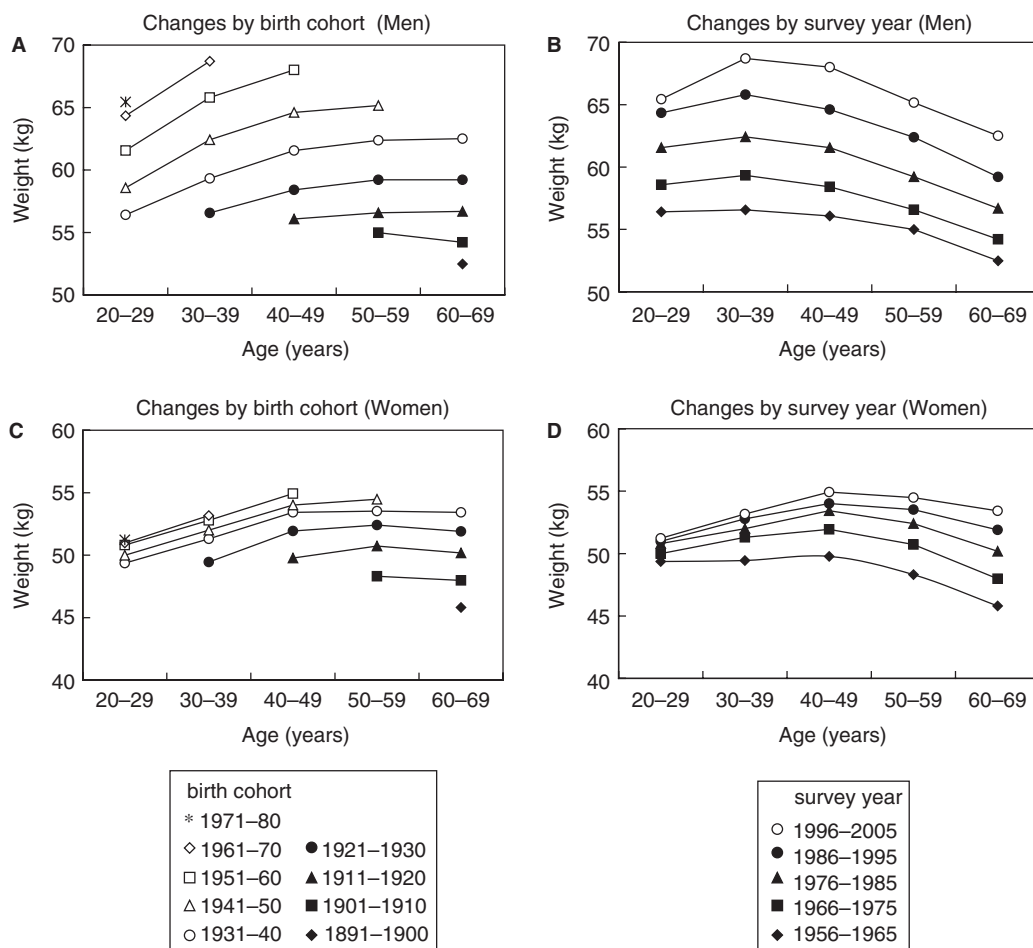 Changes by birth cohort (Men)
A
70
65
60
55
50
Weight (kg)
20–29 30–39 40–49 50–59 60–69
Age (years)
Changes by survey year (Men)
B
70
65
60
55
50
Weight (kg)
20–29 30–39 40–49 50–59 60–69
Age (years)
Changes by birth cohort (Women)
C
60
55
50
45
40
Weight (kg)
20–29 30–39 40–49 50–59 60–69
Age (years)
Changes by survey year (Women)
D
60
55
50
45
40
Weight (kg)
20–29 30–39 40–49 50–59 60–69
Age (years)
birth cohort
1971–80
1961–70 1921–1930
1951–60 1911–1920
1941–50 1901–1910
1931–40 1891–1900
survey year
1996–2005
1986–1995
1976–1985
1966–1975
1956–1965